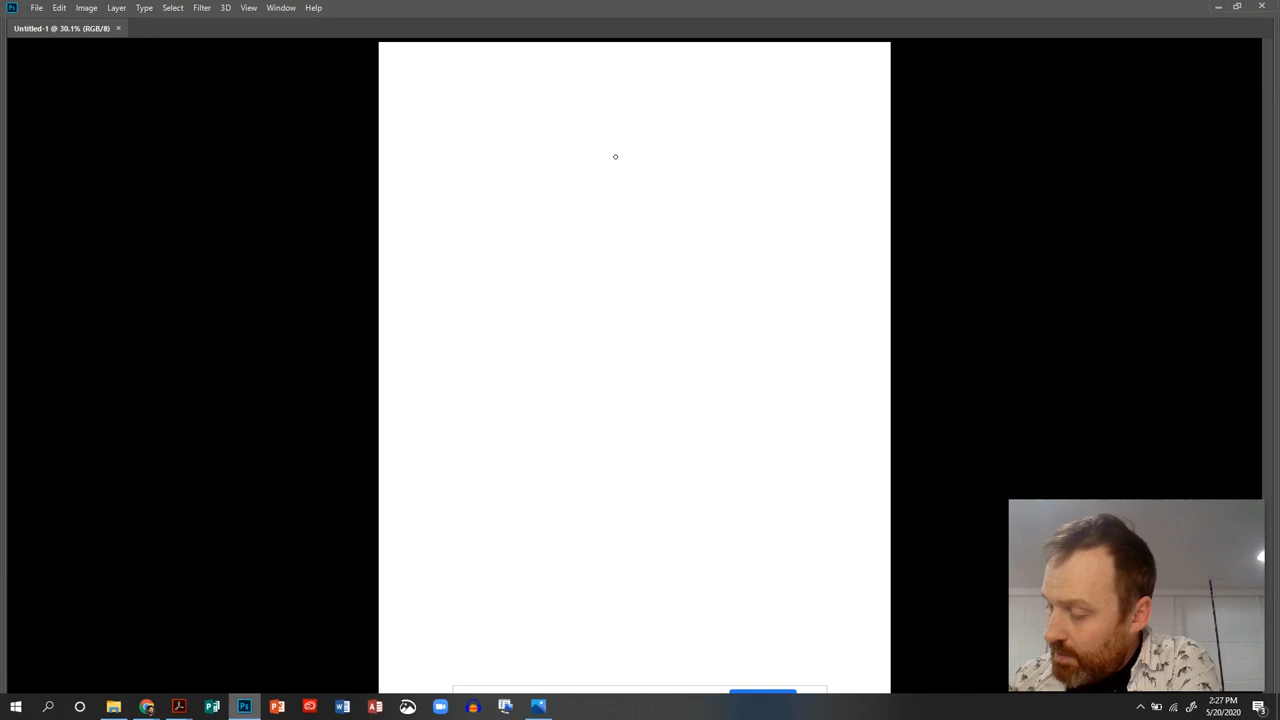 Ps File Edit Image Layer Type Select Filter 3D View Window Help
Untitled-1 @ 30.1% (RGB/8) ×
2:27 PM
5/20/2020